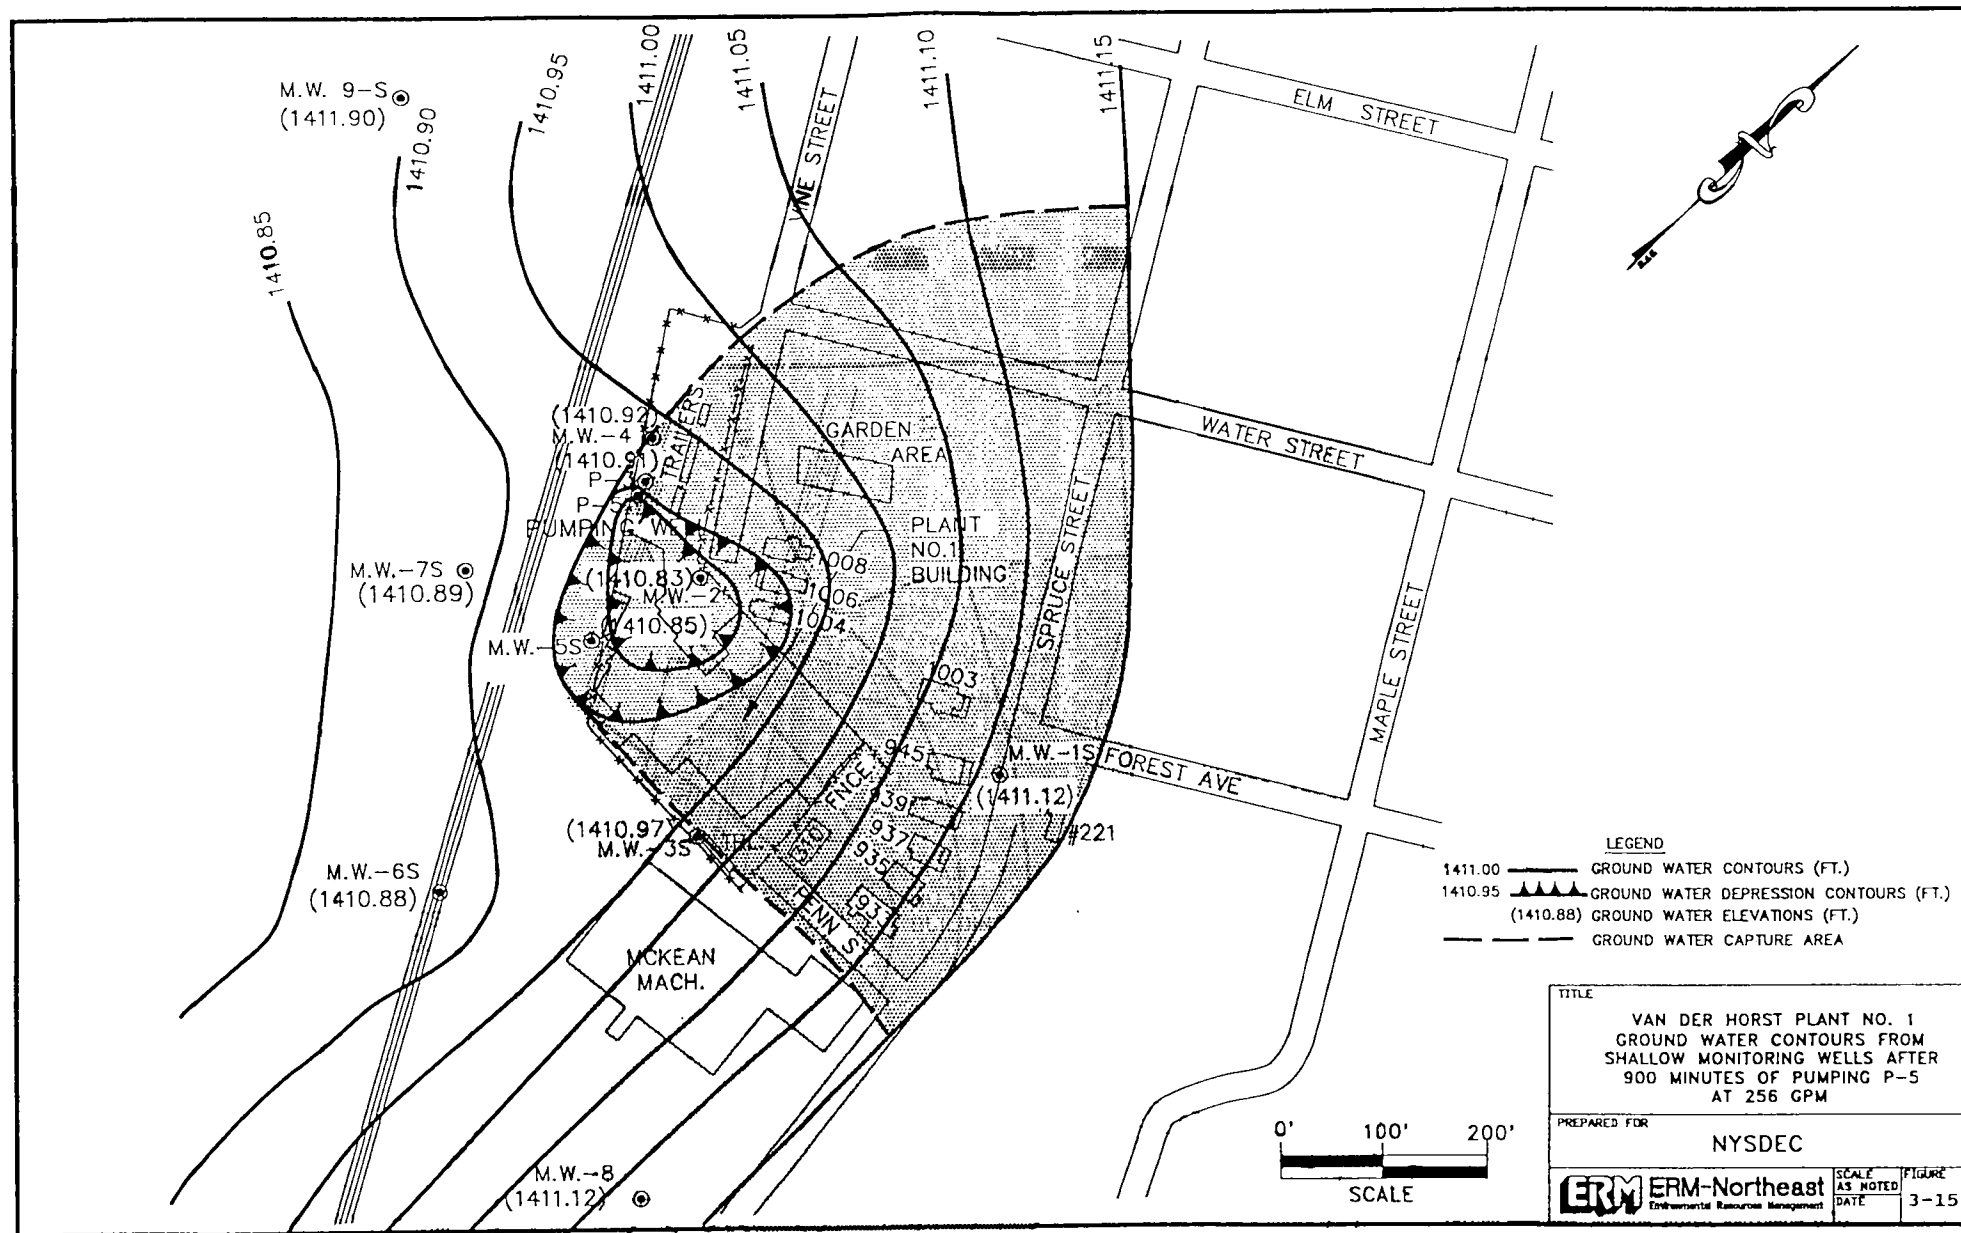 1411.00
1411.05
1411.10
1411.15
1410.95
1410.90
1410.85
M.W. 9-S
(1411.90)
VINE STREET
ELM STREET
(1410.92)
M.W.-4
(1410.91)
TRAILERS
GARDEN
AREA
WATER STREET
PUMPING
PLANT
NO.1
BUILDING
SPRUCE STREET
M.W.-7S
(1410.89)
(1410.83)
M.W.-2
1008
1006
1004
(1410.85)
M.W.-5S
MAPLE STREET
1003
945
M.W.-1S
FOREST AVE
(1411.12)
FNCE.
939
937
935
931
310
#221
(1410.97)
M.W.-3S
PENN S
M.W.-6S
(1410.88)
MCKEAN
MACH.
M.W.-8
(1411.12)
LEGEND
1411.00 GROUND WATER CONTOURS (FT.)
1410.95 GROUND WATER DEPRESSION CONTOURS (FT.)
(1410.88) GROUND WATER ELEVATIONS (FT.)
GROUND WATER CAPTURE AREA
0' 100' 200'
SCALE
TITLE
VAN DER HORST PLANT NO. 1
GROUND WATER CONTOURS FROM
SHALLOW MONITORING WELLS AFTER
900 MINUTES OF PUMPING P-5
AT 256 GPM
PREPARED FOR
NYSDEC
ERM ERM-Northeast
Environmental Resources Management
SCALE
AS NOTED
DATE
FIGURE
3-15